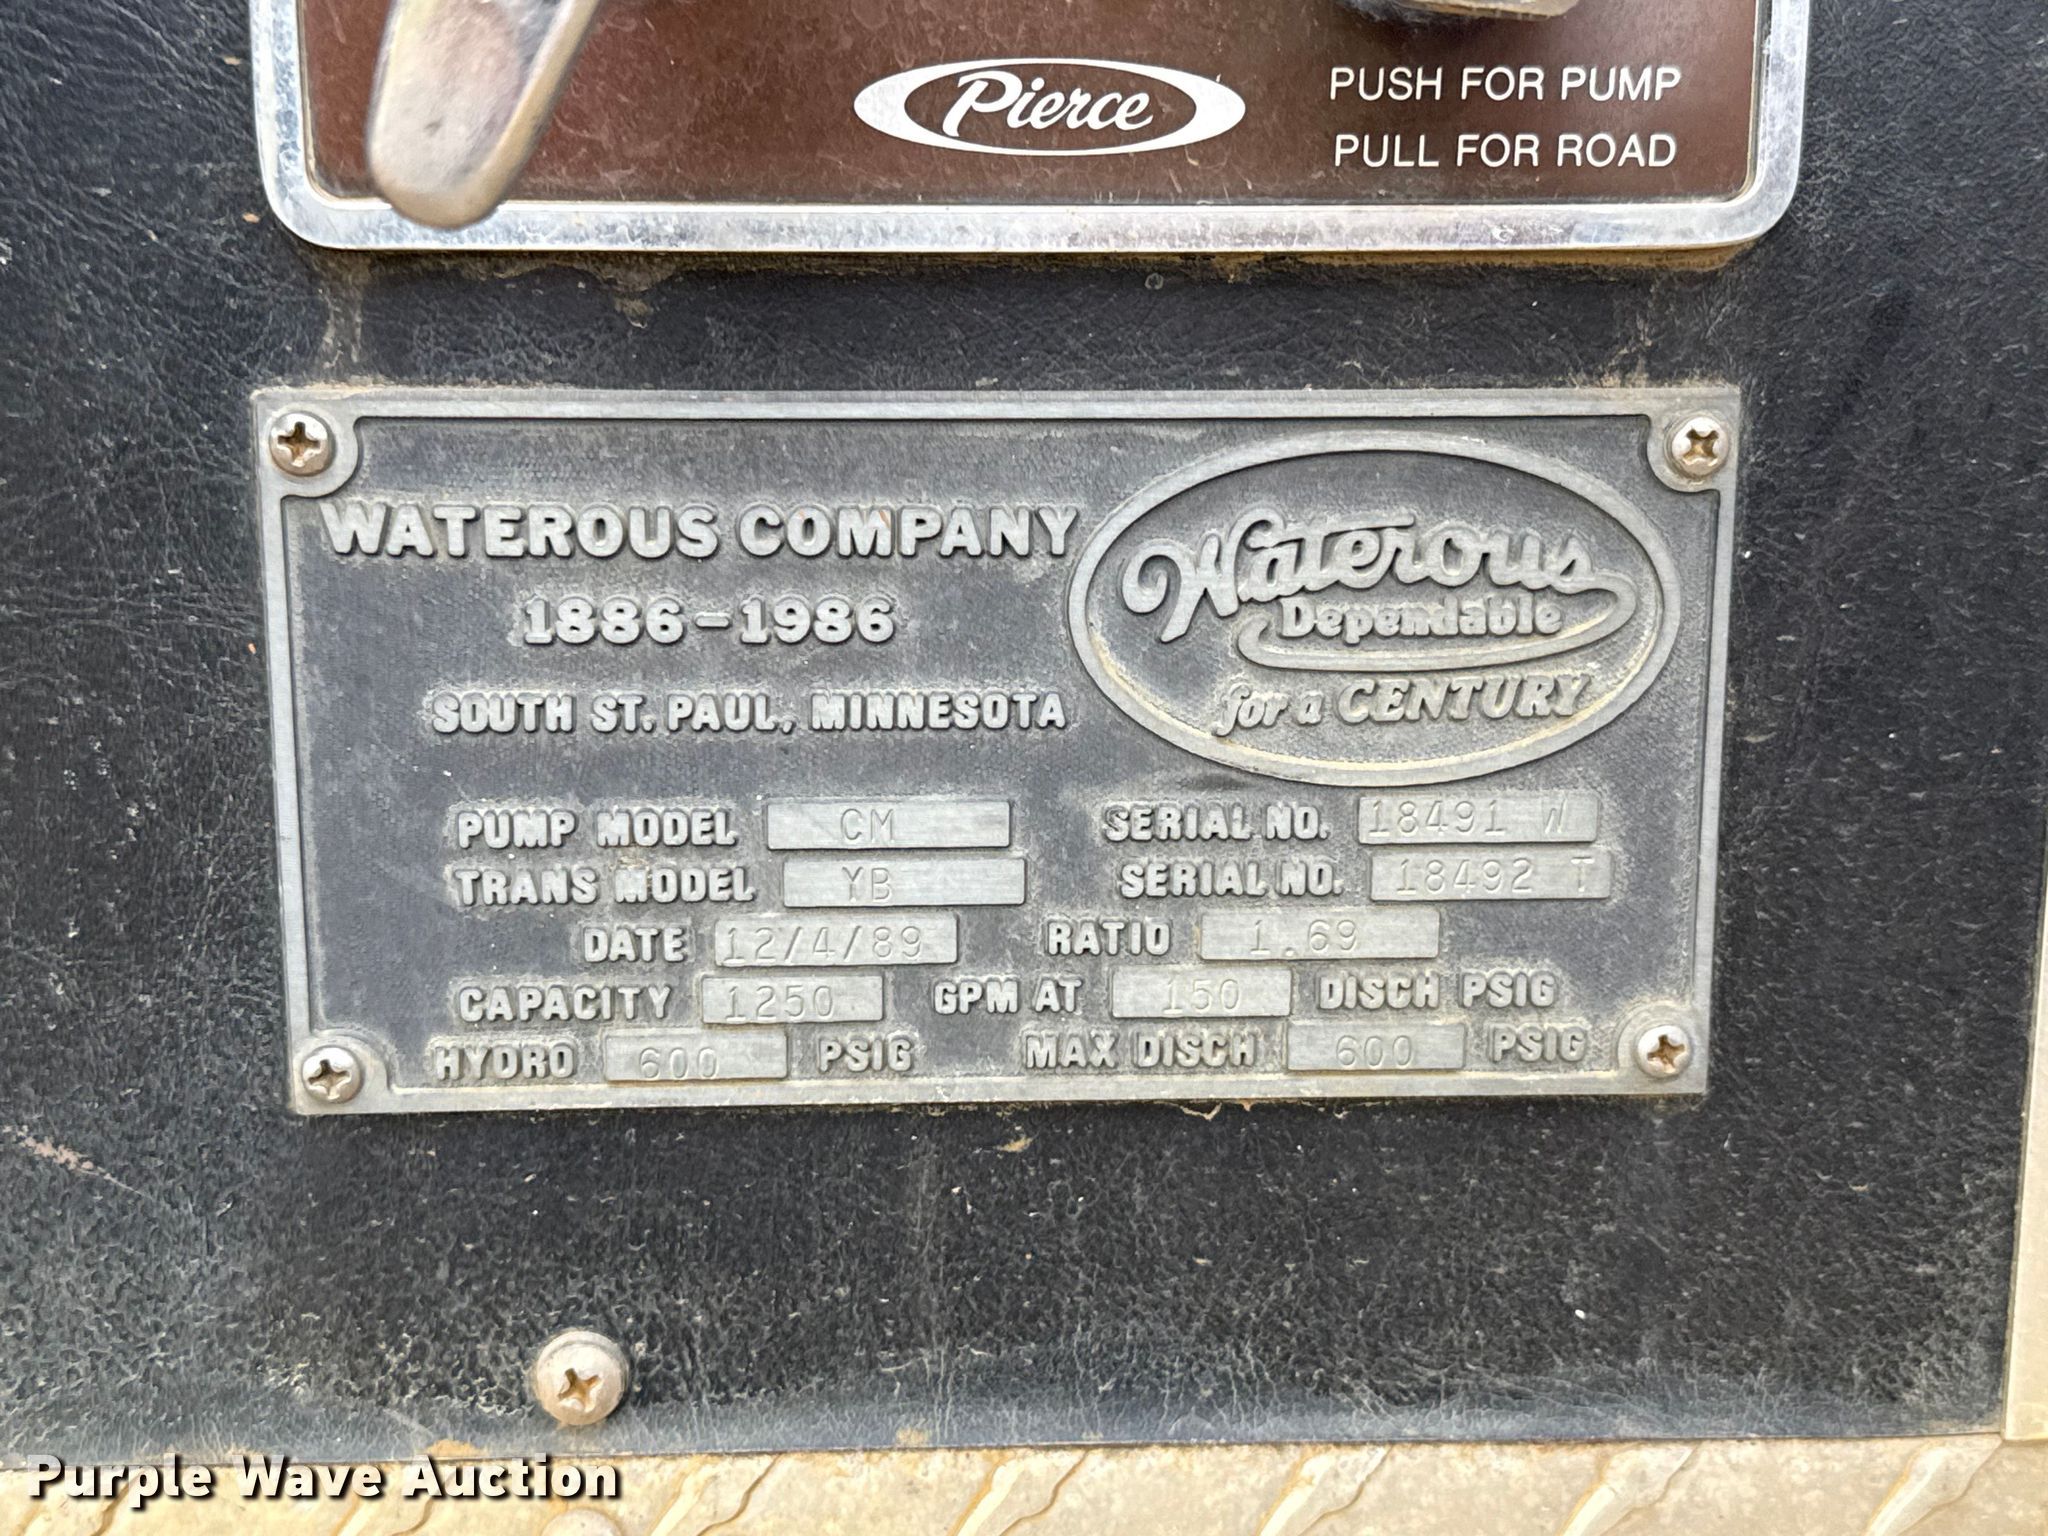 Pierce
PUSH FOR PUMP
PULL FOR ROAD
WATEROUS COMPANY
1886-1986
SOUTH ST. PAUL, MINNESOTA
Waterous
Dependable
for a CENTURY
PUMP MODEL CM SERIAL NO. 18491 W
TRANS MODEL YB SERIAL NO. 18492 T
DATE 12/4/89 RATIO 1.69
CAPACITY 1250 GPM AT 150 DISCH PSIG
HYDRO 600 PSIG MAX DISCH 600 PSIG
Purple Wave Auction